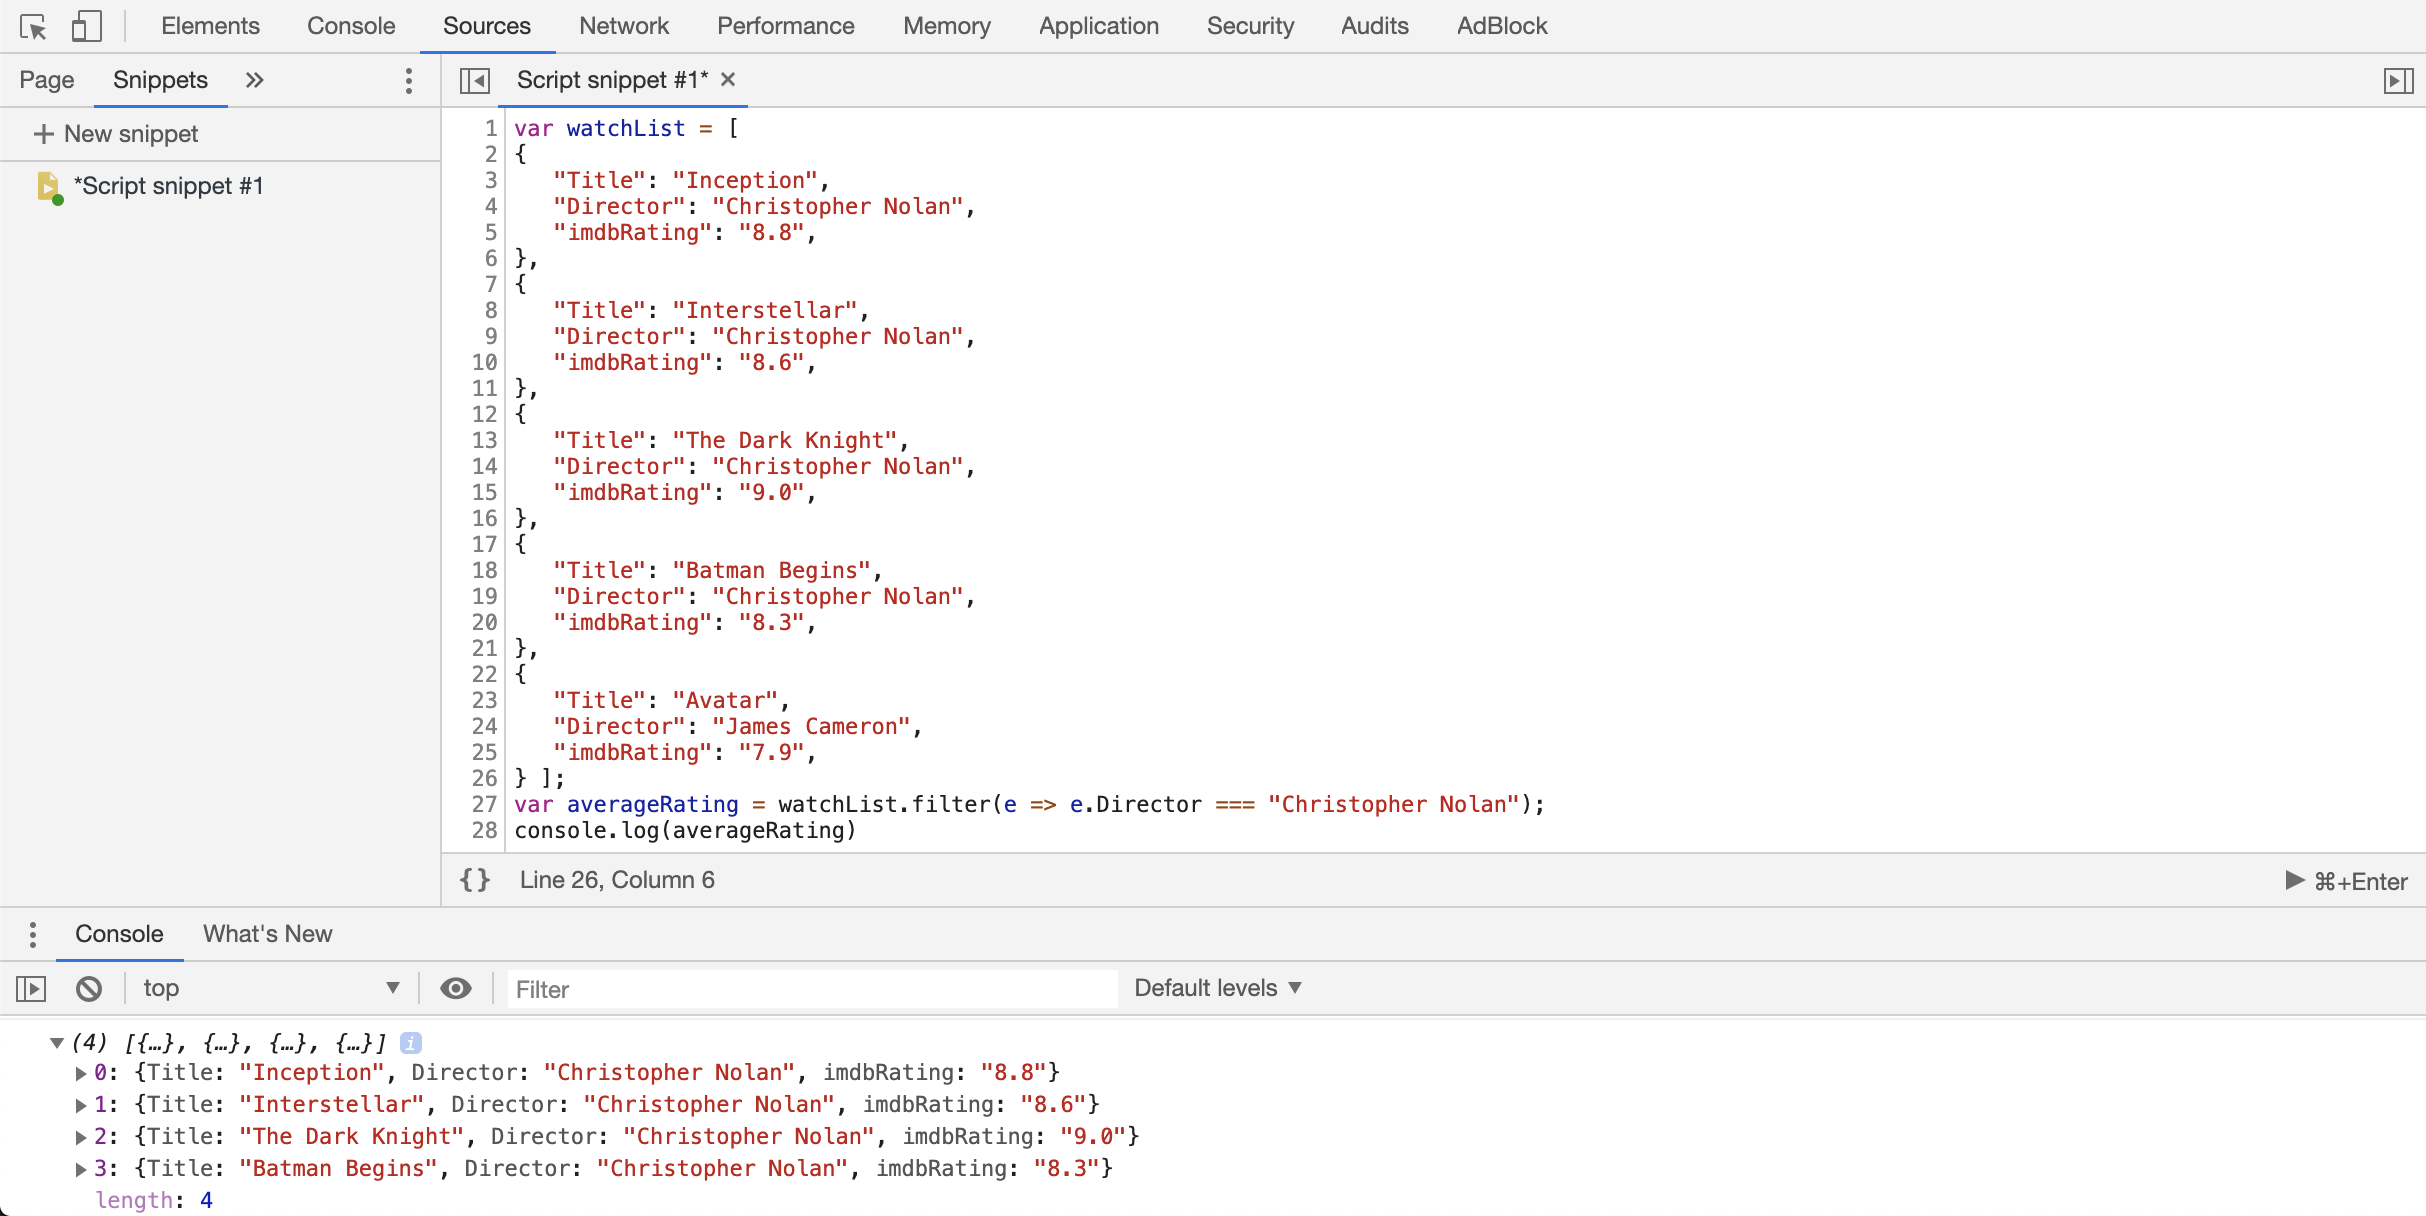 Elements Console Sources Network Performance Memory Application Security Audits AdBlock
Page Snippets »
Script snippet #1* ×
+ New snippet
*Script snippet #1
1 var watchList = [
2 {
3 "Title": "Inception",
4 "Director": "Christopher Nolan",
5 "imdbRating": "8.8",
6 },
7 {
8 "Title": "Interstellar",
9 "Director": "Christopher Nolan",
10 "imdbRating": "8.6",
11 },
12 {
13 "Title": "The Dark Knight",
14 "Director": "Christopher Nolan",
15 "imdbRating": "9.0",
16 },
17 {
18 "Title": "Batman Begins",
19 "Director": "Christopher Nolan",
20 "imdbRating": "8.3",
21 },
22 {
23 "Title": "Avatar",
24 "Director": "James Cameron",
25 "imdbRating": "7.9",
26 } ];
27 var averageRating = watchList.filter(e => e.Director === "Christopher Nolan");
28 console.log(averageRating)
{} Line 26, Column 6 ⌘+Enter
Console What's New
top Filter Default levels
(4) [{…}, {…}, {…}, {…}] i
0: {Title: "Inception", Director: "Christopher Nolan", imdbRating: "8.8"}
1: {Title: "Interstellar", Director: "Christopher Nolan", imdbRating: "8.6"}
2: {Title: "The Dark Knight", Director: "Christopher Nolan", imdbRating: "9.0"}
3: {Title: "Batman Begins", Director: "Christopher Nolan", imdbRating: "8.3"}
length: 4